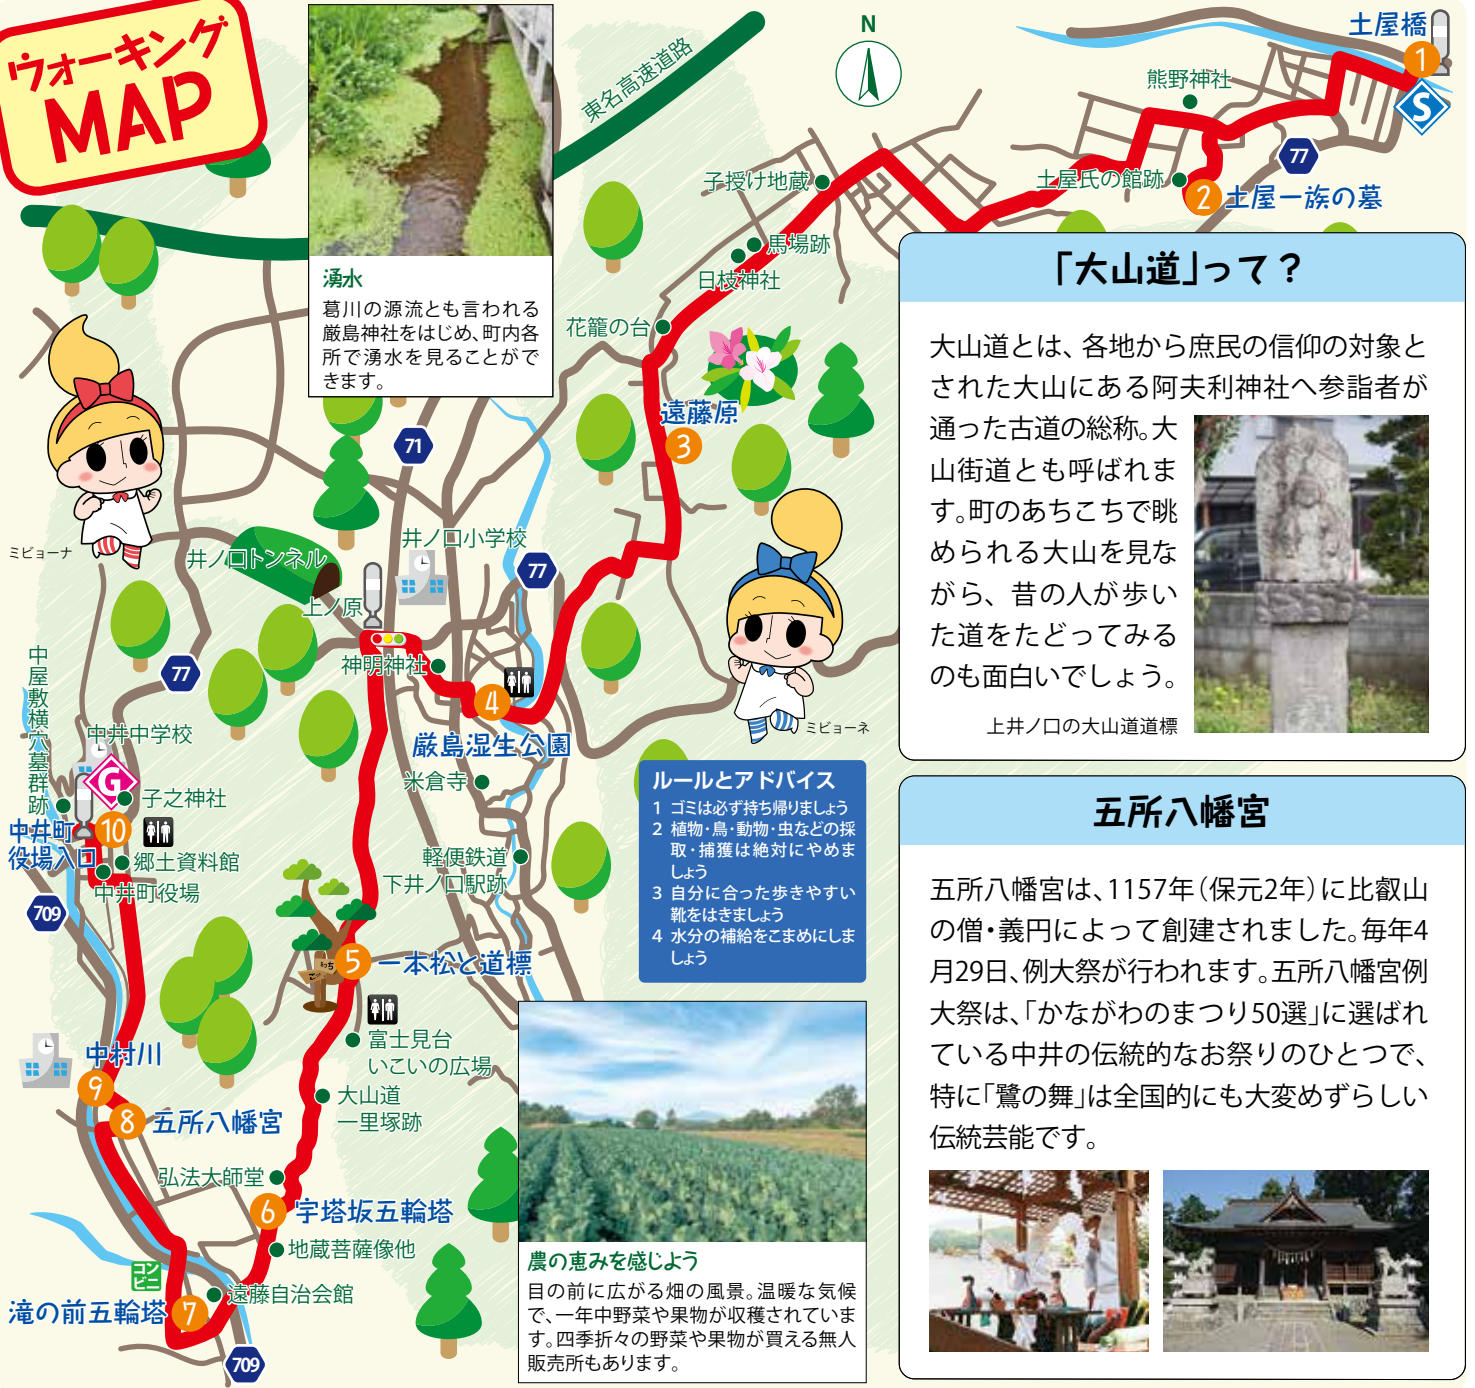 ウォーキング
MAP
湧水
葛川の源流とも言われる
厳島神社をはじめ、町内各
所で湧水を見ることがで
きます。
東名高速道路
N
土屋橋
1
S
熊野神社
77
土屋氏の館跡
2
土屋一族の墓
子授け地蔵
馬場跡
日枝神社
花籠の台
遠藤原
3
71
ミビョーナ
井ノ口トンネル
井ノ口小学校
上ノ原
77
神明神社
4
厳島湿生公園
ミビョーネ
77
中屋敷横穴墓群跡
中井中学校
G
子之神社
10
中井町
役場入口
郷土資料館
中井町役場
709
米倉寺
軽便鉄道
下井ノ口駅跡
5
一本松と道標
富士見台
いこいの広場
大山道
一里塚跡
中村川
9
8
五所八幡宮
弘法大師堂
6
宇塔坂五輪塔
地蔵菩薩像他
コン
ビニ
遠藤自治会館
滝の前五輪塔
7
709
ルールとアドバイス
1 ゴミは必ず持ち帰りましょう
2 植物・鳥・動物・虫などの採
取・捕獲は絶対にやめま
しょう
3 自分に合った歩きやすい
靴をはきましょう
4 水分の補給をこまめにしま
しょう
農の恵みを感じよう
目の前に広がる畑の風景。温暖な気候
で、一年中野菜や果物が収穫されていま
す。四季折々の野菜や果物が買える無人
販売所もあります。
「大山道」って？
大山道とは、各地から庶民の信仰の対象と
された大山にある阿夫利神社へ参詣者が
通った古道の総称。大
山街道とも呼ばれま
す。町のあちこちで眺
められる大山を見な
がら、昔の人が歩い
た道をたどってみる
のも面白いでしょう。
上井ノ口の大山道道標
五所八幡宮
五所八幡宮は、1157年（保元2年）に比叡山
の僧・義円によって創建されました。毎年4
月29日、例大祭が行われます。五所八幡宮例
大祭は、「かながわのまつり50選」に選ばれ
ている中井の伝統的なお祭りのひとつで、
特に「鷺の舞」は全国的にも大変めずらしい
伝統芸能です。